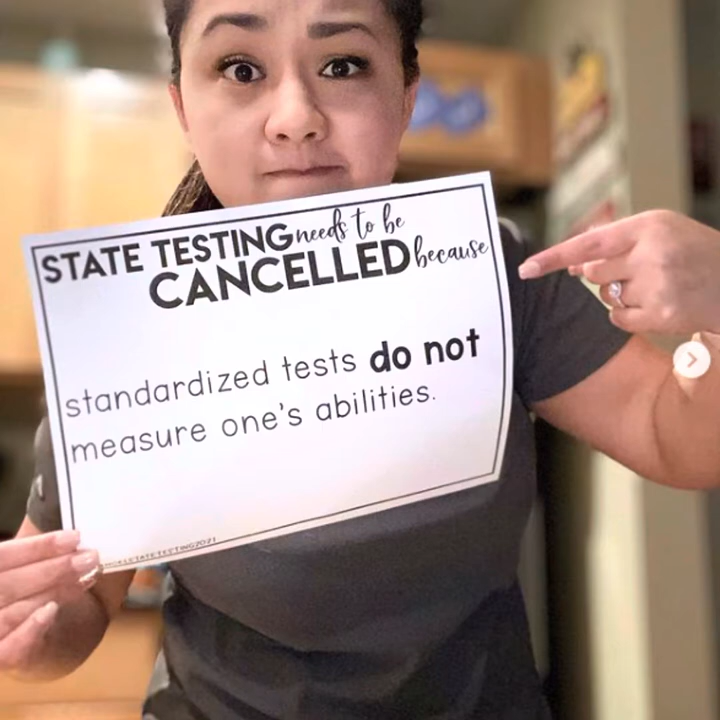 STATE TESTING needs to be
CANCELLED because
standardized tests do not
measure one's abilities.